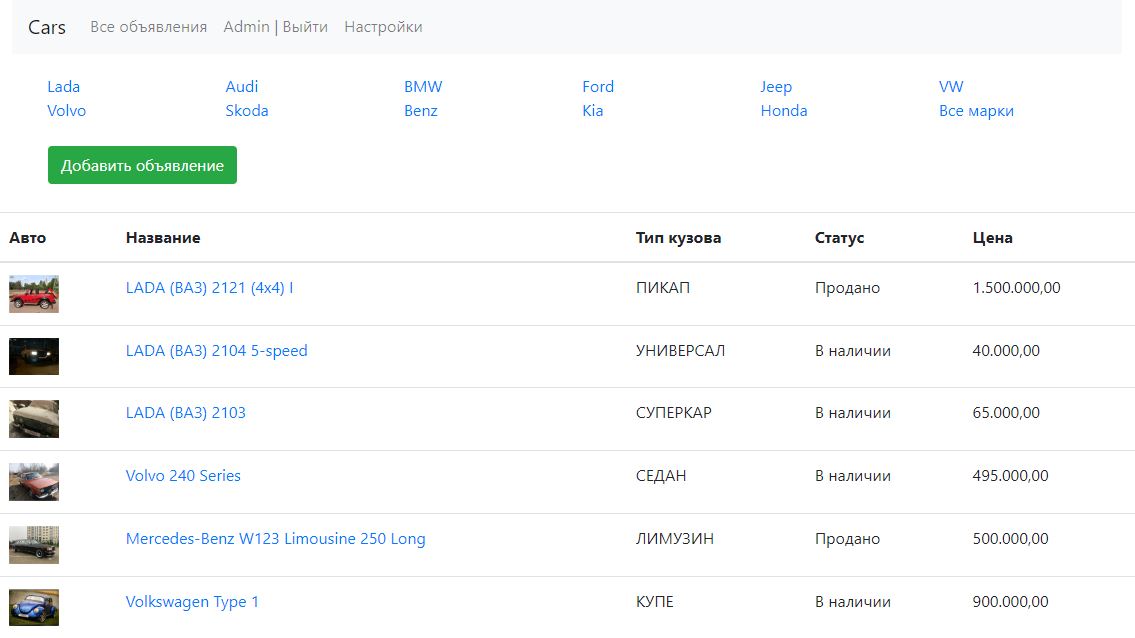 Cars Все объявления Admin | Выйти Настройки
Lada Audi BMW Ford Jeep VW
Volvo Skoda Benz Kia Honda Все марки
Добавить объявление
Авто Название Тип кузова Статус Цена
LADA (ВАЗ) 2121 (4x4) I ПИКАП Продано 1.500.000,00
LADA (ВАЗ) 2104 5-speed УНИВЕРСАЛ В наличии 40.000,00
LADA (ВАЗ) 2103 СУПЕРКАР В наличии 65.000,00
Volvo 240 Series СЕДАН В наличии 495.000,00
Mercedes-Benz W123 Limousine 250 Long ЛИМУЗИН Продано 500.000,00
Volkswagen Type 1 КУПЕ В наличии 900.000,00